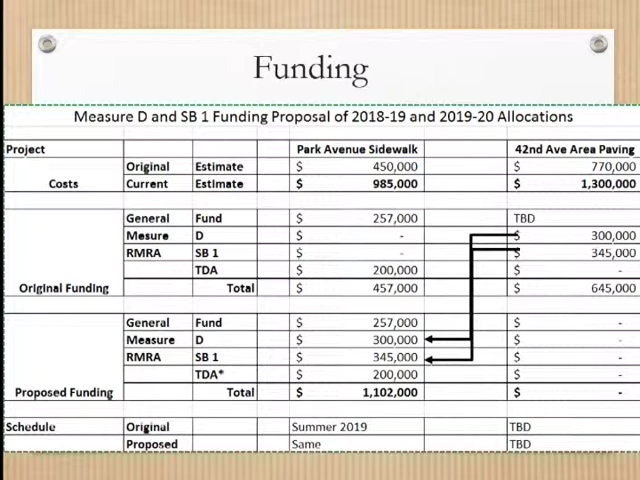 Funding
Measure D and SB 1 Funding Proposal of 2018-19 and 2019-20 Allocations
Project Park Avenue Sidewalk 42nd Ave Area Paving
Original Estimate $ 450,000 $ 770,000
Costs Current Estimate $ 985,000 $ 1,300,000
General Fund $ 257,000 TBD
Mesure D $ - $ 300,000
RMRA SB 1 $ - $ 345,000
TDA $ 200,000 $ -
Original Funding Total $ 457,000 $ 645,000
General Fund $ 257,000 $ -
Measure D $ 300,000 $ -
RMRA SB 1 $ 345,000 $ -
TDA* $ 200,000 $ -
Proposed Funding Total $ 1,102,000 $ -
Schedule Original Summer 2019 TBD
Proposed Same TBD